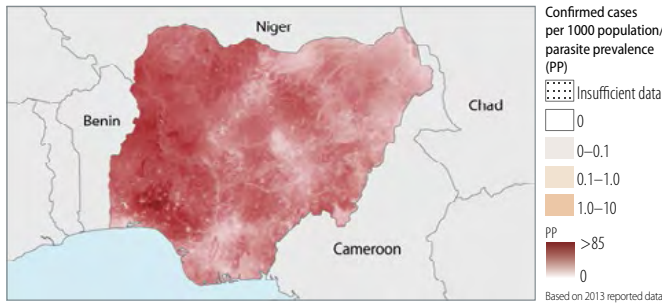 Niger
Benin
Chad
Cameroon
Confirmed cases
per 1000 population/
parasite prevalence
(PP)
Insufficient data
0
0–0.1
0.1–1.0
1.0–10
PP
>85
0
Based on 2013 reported data